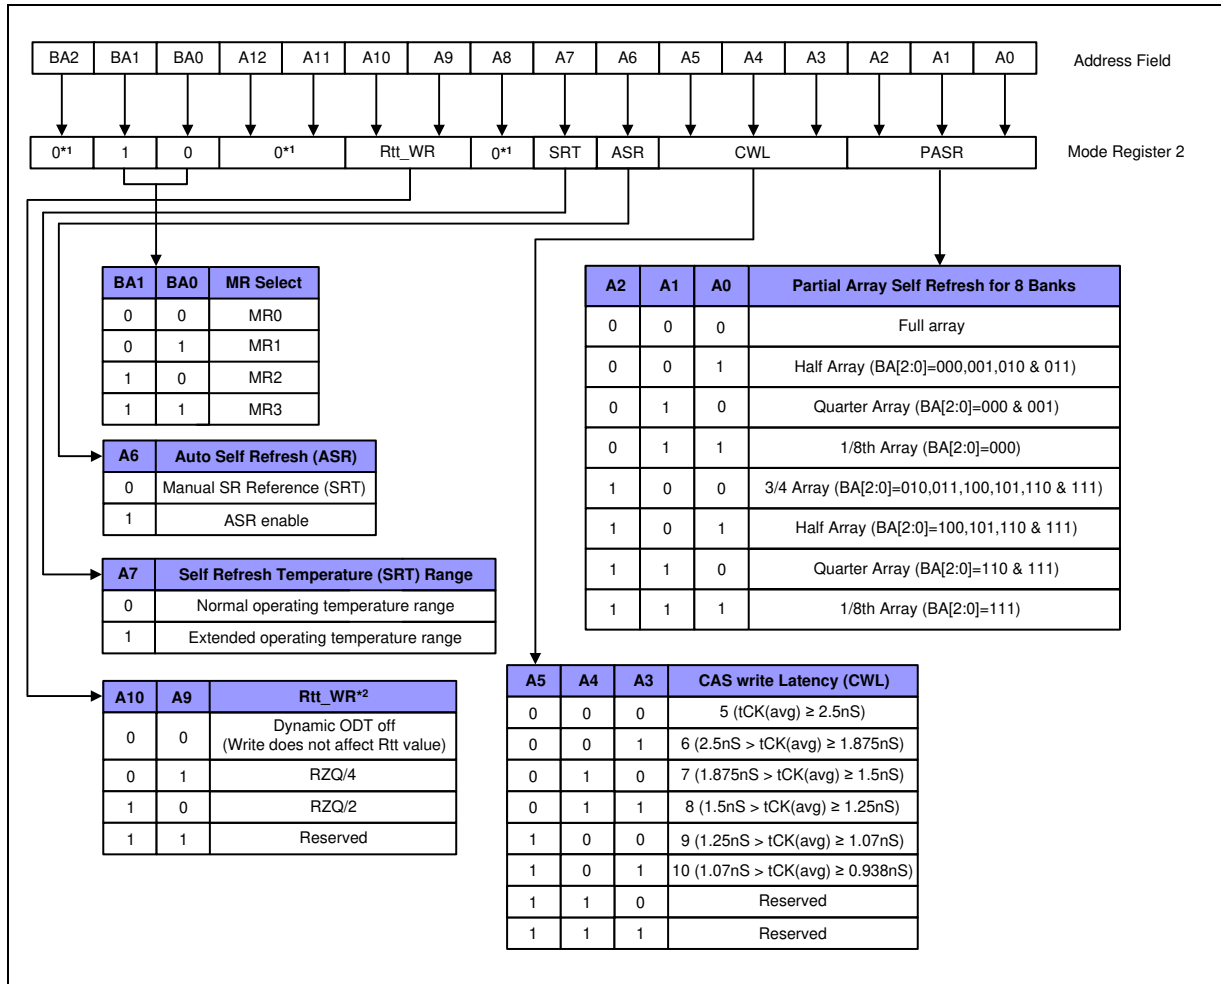 BA2 BA1 BA0 A12 A11 A10 A9 A8 A7 A6 A5 A4 A3 A2 A1 A0 Address Field
0*1 1 0 0*1 Rtt_WR 0*1 SRT ASR CWL PASR Mode Register 2
BA1 BA0 MR Select
0 0 MR0
0 1 MR1
1 0 MR2
1 1 MR3
A6 Auto Self Refresh (ASR)
0 Manual SR Reference (SRT)
1 ASR enable
A7 Self Refresh Temperature (SRT) Range
0 Normal operating temperature range
1 Extended operating temperature range
A10 A9 Rtt_WR*2
0 0 Dynamic ODT off
(Write does not affect Rtt value)
0 1 RZQ/4
1 0 RZQ/2
1 1 Reserved
A2 A1 A0 Partial Array Self Refresh for 8 Banks
0 0 0 Full array
0 0 1 Half Array (BA[2:0]=000,001,010 & 011)
0 1 0 Quarter Array (BA[2:0]=000 & 001)
0 1 1 1/8th Array (BA[2:0]=000)
1 0 0 3/4 Array (BA[2:0]=010,011,100,101,110 & 111)
1 0 1 Half Array (BA[2:0]=100,101,110 & 111)
1 1 0 Quarter Array (BA[2:0]=110 & 111)
1 1 1 1/8th Array (BA[2:0]=111)
A5 A4 A3 CAS write Latency (CWL)
0 0 0 5 (tCK(avg) ≥ 2.5nS)
0 0 1 6 (2.5nS > tCK(avg) ≥ 1.875nS)
0 1 0 7 (1.875nS > tCK(avg) ≥ 1.5nS)
0 1 1 8 (1.5nS > tCK(avg) ≥ 1.25nS)
1 0 0 9 (1.25nS > tCK(avg) ≥ 1.07nS)
1 0 1 10 (1.07nS > tCK(avg) ≥ 0.938nS)
1 1 0 Reserved
1 1 1 Reserved